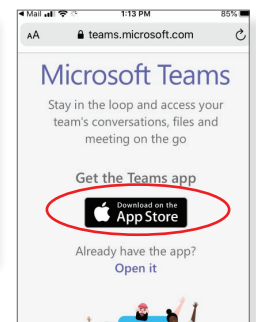 Mail 1:13 PM 85%
AA teams.microsoft.com
Microsoft Teams
Stay in the loop and access your
team's conversations, files and
meeting on the go
Get the Teams app
Download on the
App Store
Already have the app?
Open it